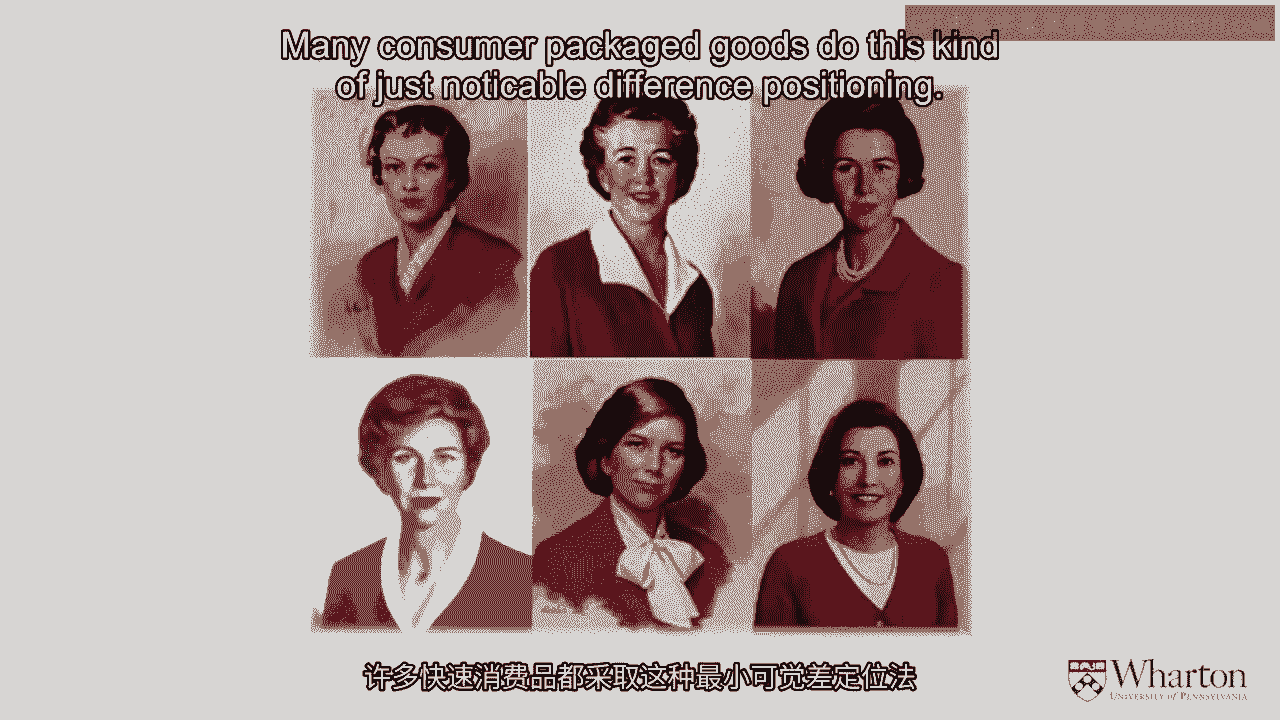 Many consumer packaged goods do this kind
of just noticable difference positioning.
许多快速消费品都采取这种最小可觉差定位法
Wharton
UNIVERSITY of PENNSYLVANIA